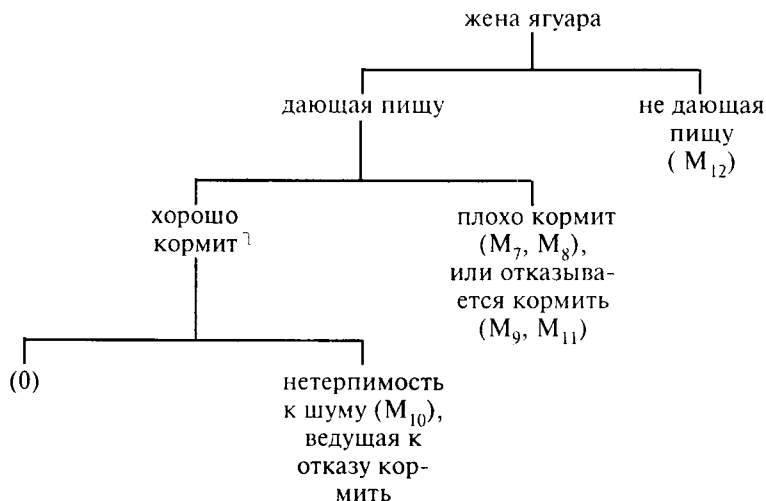 жена ягуара
дающая пищу
не дающая
пищу
( M₁₂)
хорошо
кормит
плохо кормит
(M₇, M₈),
или отказыва-
ется кормить
(M₉, M₁₁)
(0)
нетерпимость
к шуму (M₁₀),
ведущая к
отказу кор-
мить